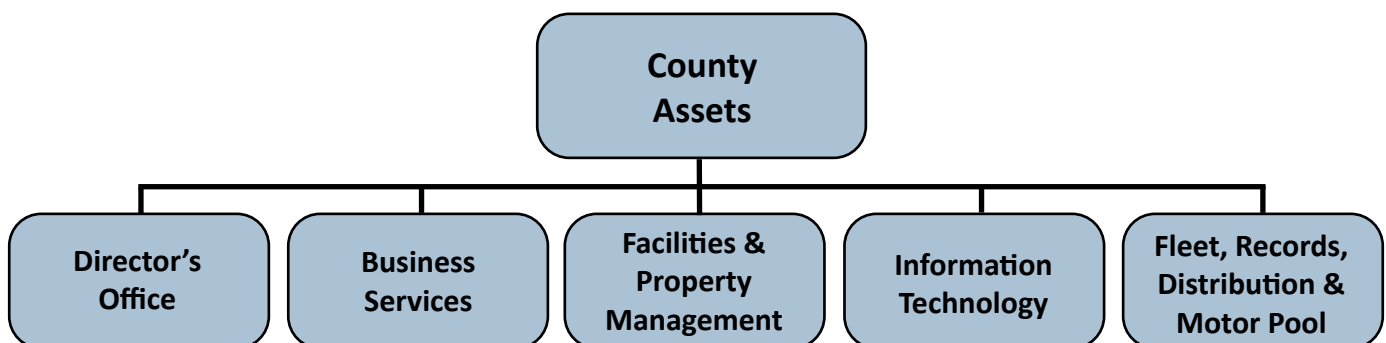 County
Assets
Director’s
Office
Business
Services
Facilities &
Property
Management
Information
Technology
Fleet, Records,
Distribution &
Motor Pool